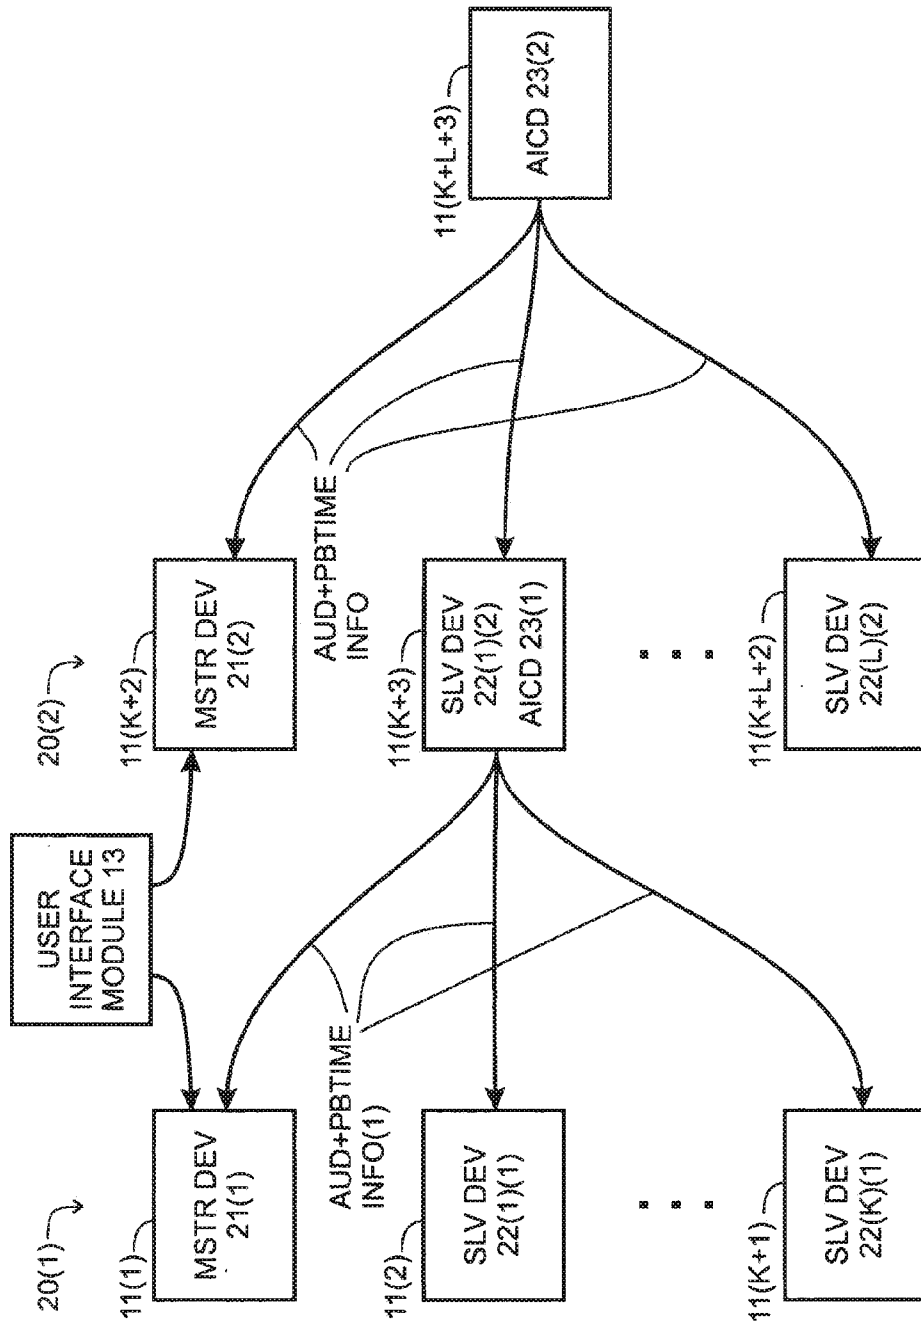 20(1)
11(1)
MSTR DEV
21(1)
AUD+PBTIME
INFO(1)
11(2)
SLV DEV
22(1)(1)
11(K+1)
SLV DEV
22(K)(1)
USER
INTERFACE
MODULE 13
20(2)
11(K+2)
MSTR DEV
21(2)
AUD+PBTIME
INFO
11(K+3)
SLV DEV
22(1)(2)
AICD 23(1)
11(K+L+2)
SLV DEV
22(L)(2)
11(K+L+3)
AICD 23(2)